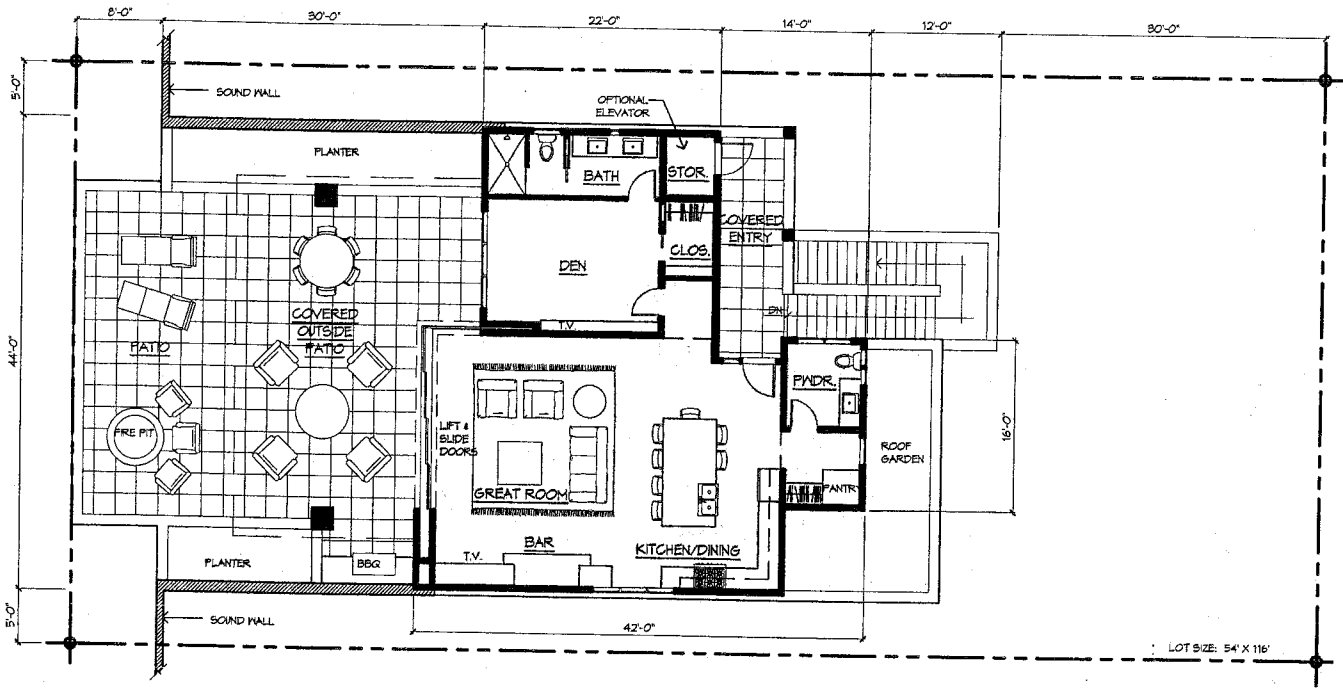 8'-0"
30'-0"
22'-0"
14'-0"
12'-0"
30'-0"
5'-0"
SOUND WALL
OPTIONAL
ELEVATOR
PLANTER
BATH
STOR.
COVERED
ENTRY
CLOS.
DEN
DN
T.V.
COVERED
OUTSIDE
PATIO
PATIO
44'-0"
PWDR.
FIRE PIT
LIFT &
SLIDE
DOORS
ROOF
GARDEN
16'-0"
GREAT ROOM
PANTRY
BAR
KITCHEN/DINING
T.V.
PLANTER
BBQ
5'-0"
SOUND WALL
42'-0"
LOT SIZE: 54' X 116'